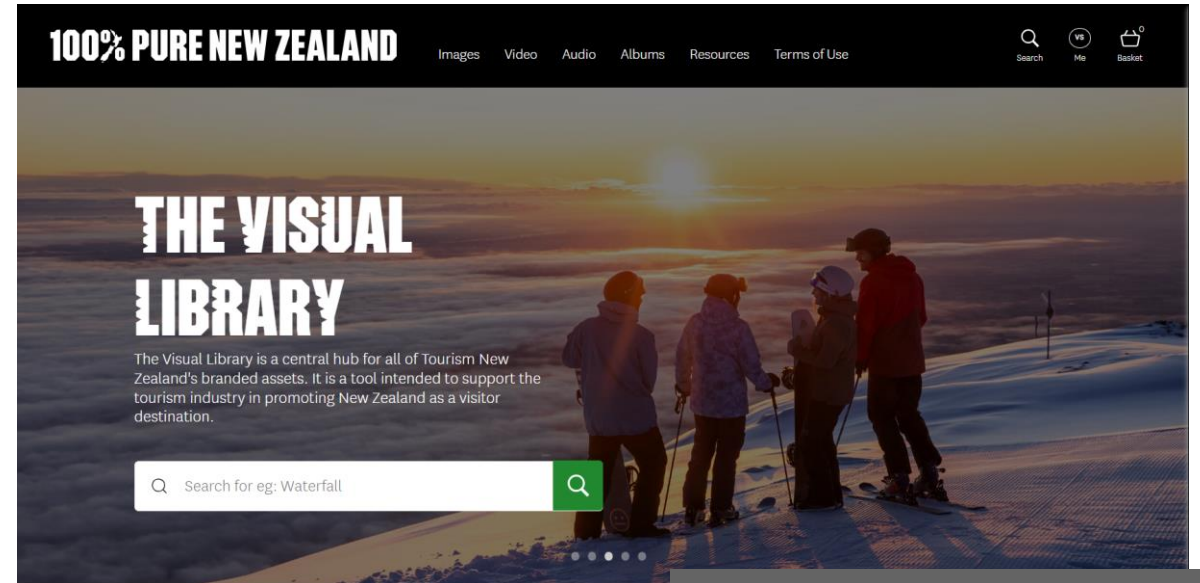 100% PURE NEW ZEALAND
Images Video Audio Albums Resources Terms of Use
Search
VS
Me
0
Basket
THE VISUAL
LIBRARY
The Visual Library is a central hub for all of Tourism New
Zealand's branded assets. It is a tool intended to support the
tourism industry in promoting New Zealand as a visitor
destination.
Search for eg: Waterfall